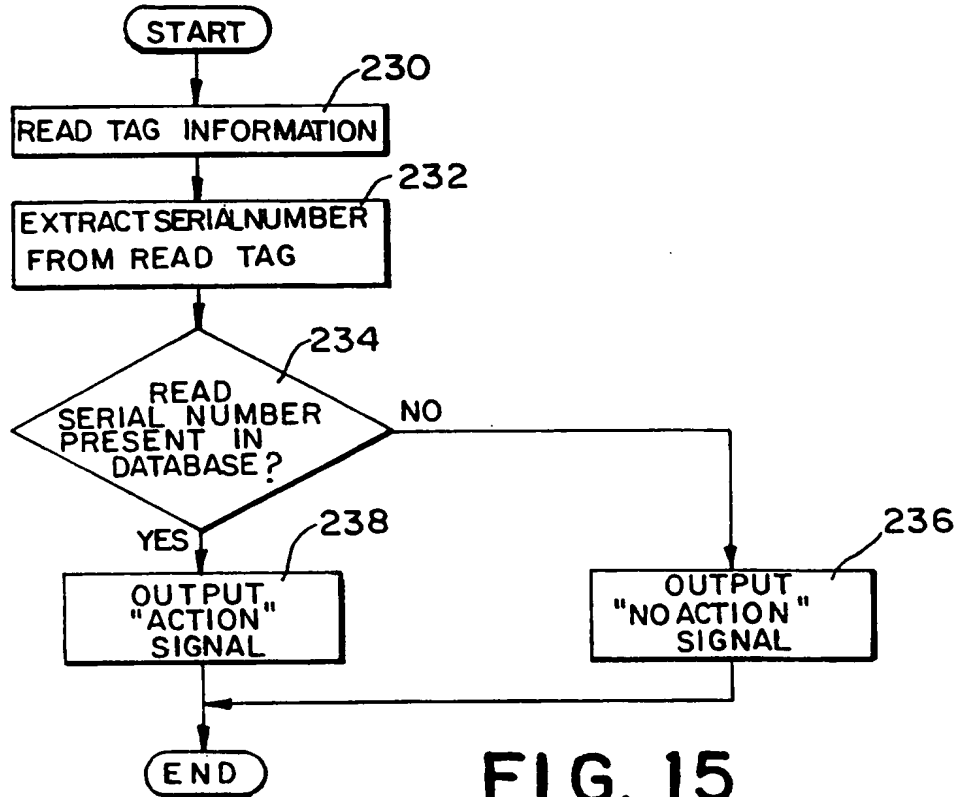 START
230
READ TAG INFORMATION
232
EXTRACT SERIAL NUMBER
FROM READ TAG
234
READ
SERIAL NUMBER
PRESENT IN
DATABASE?
NO
YES
238
236
OUTPUT
"ACTION"
SIGNAL
OUTPUT
"NO ACTION"
SIGNAL
END
FIG. 15